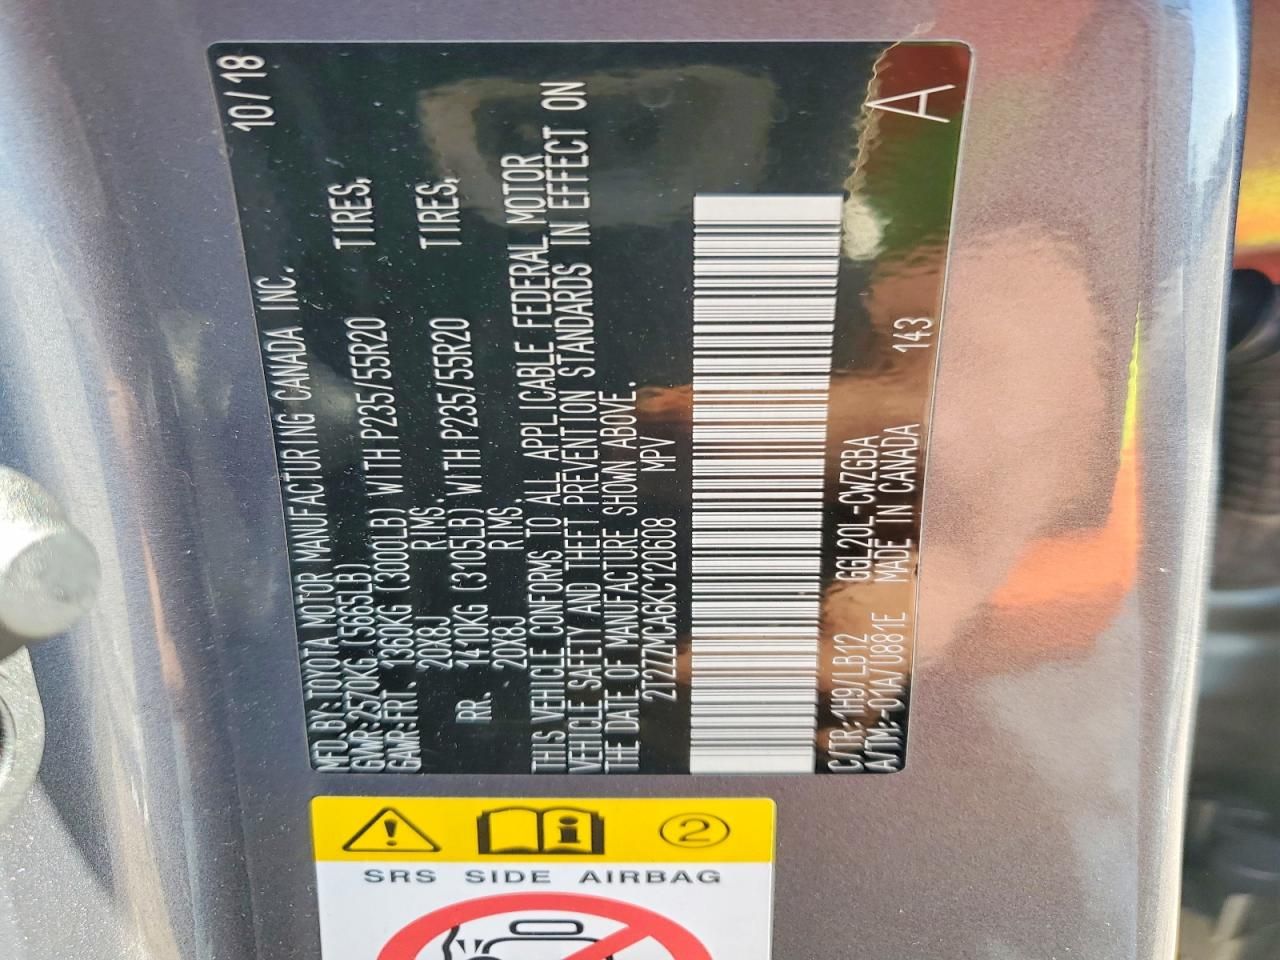 10/18
MFD.BY:TOYOTA MOTOR MANUFACTURING CANADA INC.
GVWR:2570KG(5665LB)
GAWR:FRT. 1360KG(3000LB) WITH P235/55R20 TIRES,
20X8J RIMS.
RR. 1410KG(3105LB) WITH P235/55R20 TIRES,
20X8J RIMS.
THIS VEHICLE CONFORMS TO ALL APPLICABLE FEDERAL MOTOR
VEHICLE SAFETY AND THEFT PREVENTION STANDARDS IN EFFECT ON
THE DATE OF MANUFACTURE SHOWN ABOVE.
2T2ZZMCA6KC120608 MPV
C/TR:1H9/LB12 GGL20L-CWZGBA
A/TM:-01A/U881E MADE IN CANADA 143
A
2
SRS SIDE AIRBAG